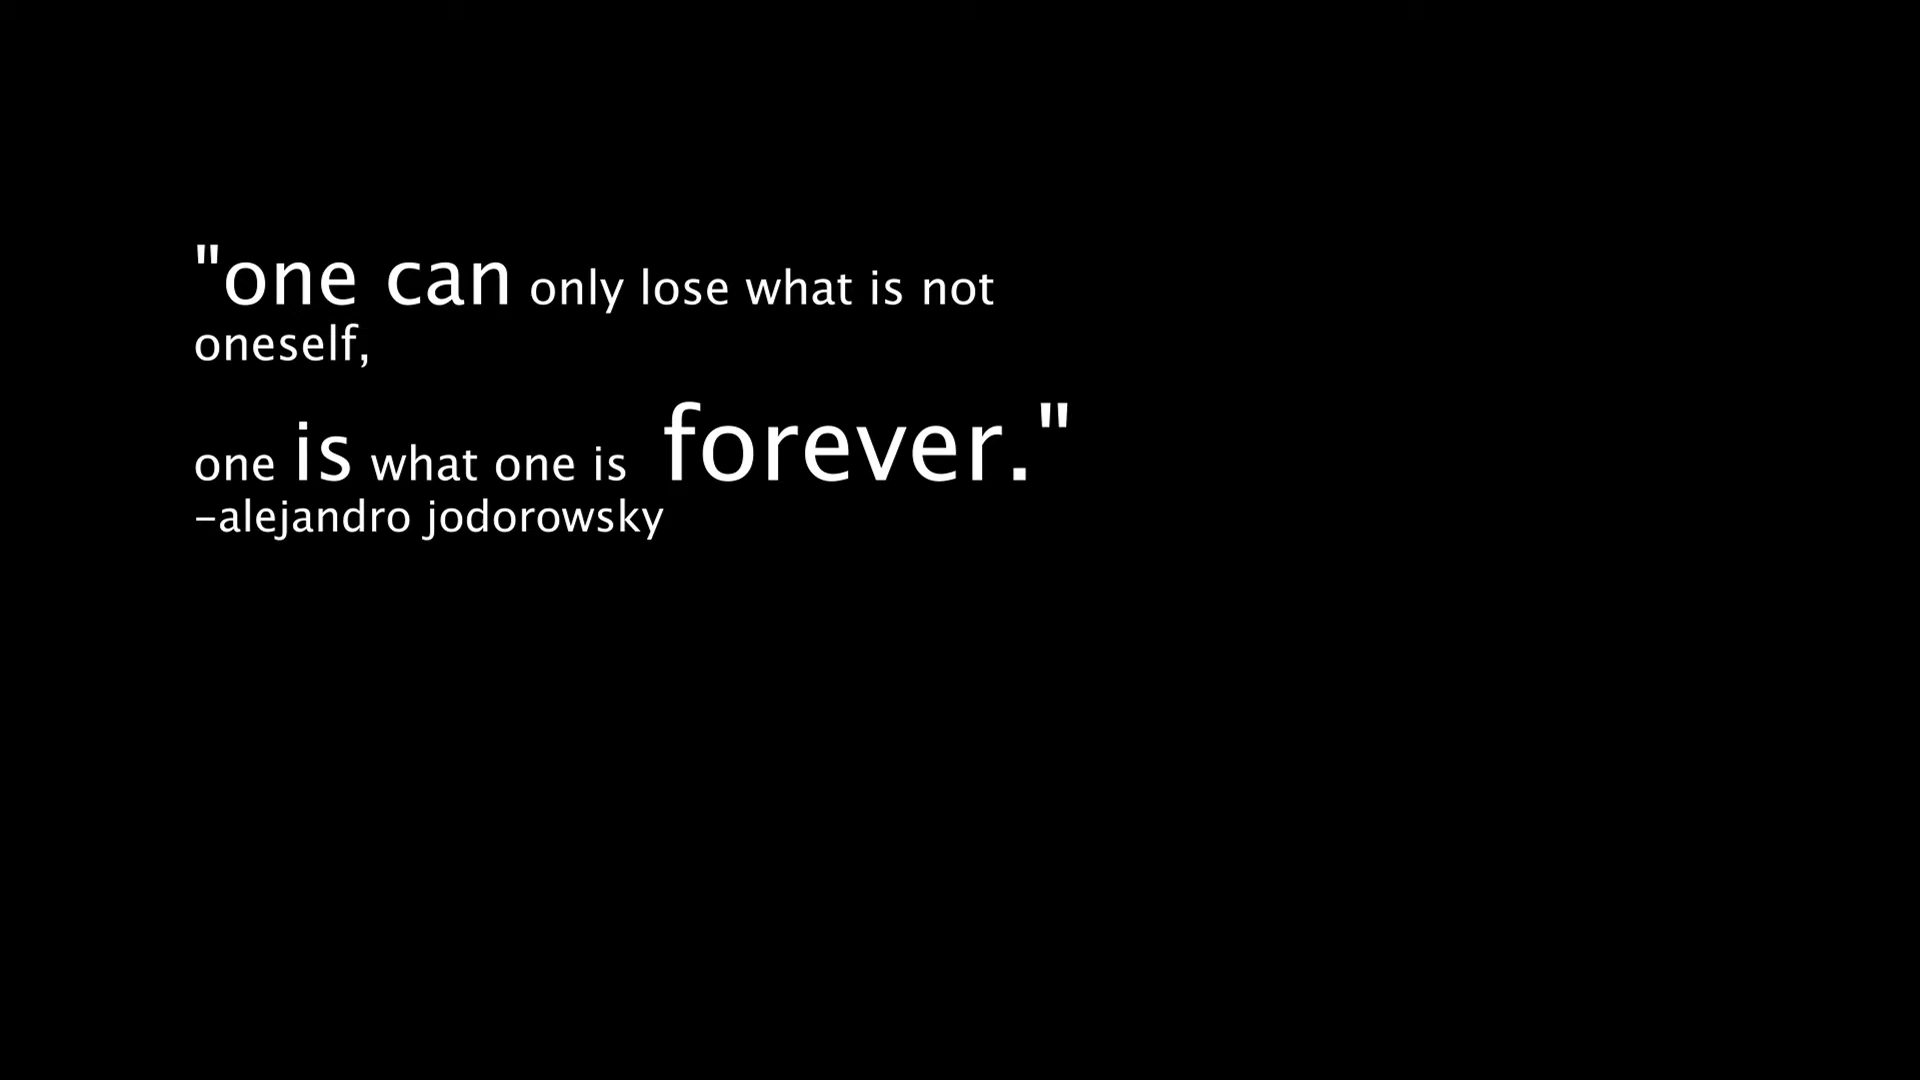 "one can only lose what is not
oneself,
one is what one is forever."
–alejandro jodorowsky